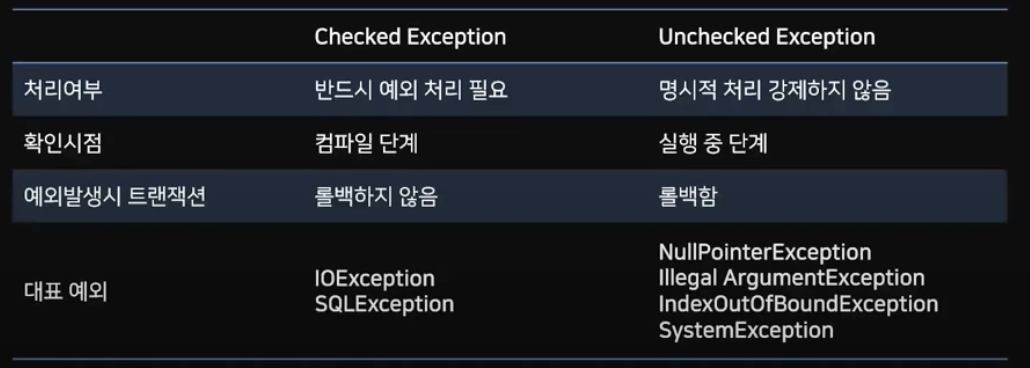 Checked Exception Unchecked Exception
처리여부 반드시 예외 처리 필요 명시적 처리 강제하지 않음
확인시점 컴파일 단계 실행 중 단계
예외발생시 트랜잭션 롤백하지 않음 롤백함
대표 예외
IOException
SQLException
NullPointerException
Illegal ArgumentException
IndexOutOfBoundException
SystemException